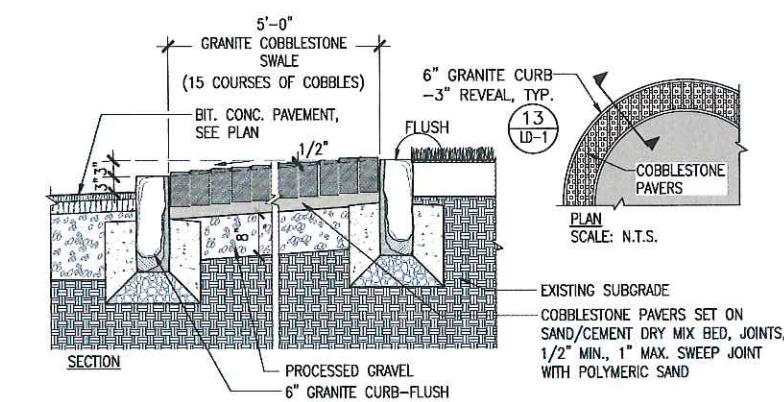 5'-0"
GRANITE COBBLESTONE
SWALE
(15 COURSES OF COBBLES)
BIT. CONC. PAVEMENT,
SEE PLAN
3"
3"
1/2"
FLUSH
8"
SECTION
PROCESSED GRAVEL
6" GRANITE CURB-FLUSH
6" GRANITE CURB
-3" REVEAL, TYP.
13
LD-1
COBBLESTONE
PAVERS
PLAN
SCALE: N.T.S.
EXISTING SUBGRADE
COBBLESTONE PAVERS SET ON
SAND/CEMENT DRY MIX BED, JOINTS,
1/2" MIN., 1" MAX. SWEEP JOINT
WITH POLYMERIC SAND